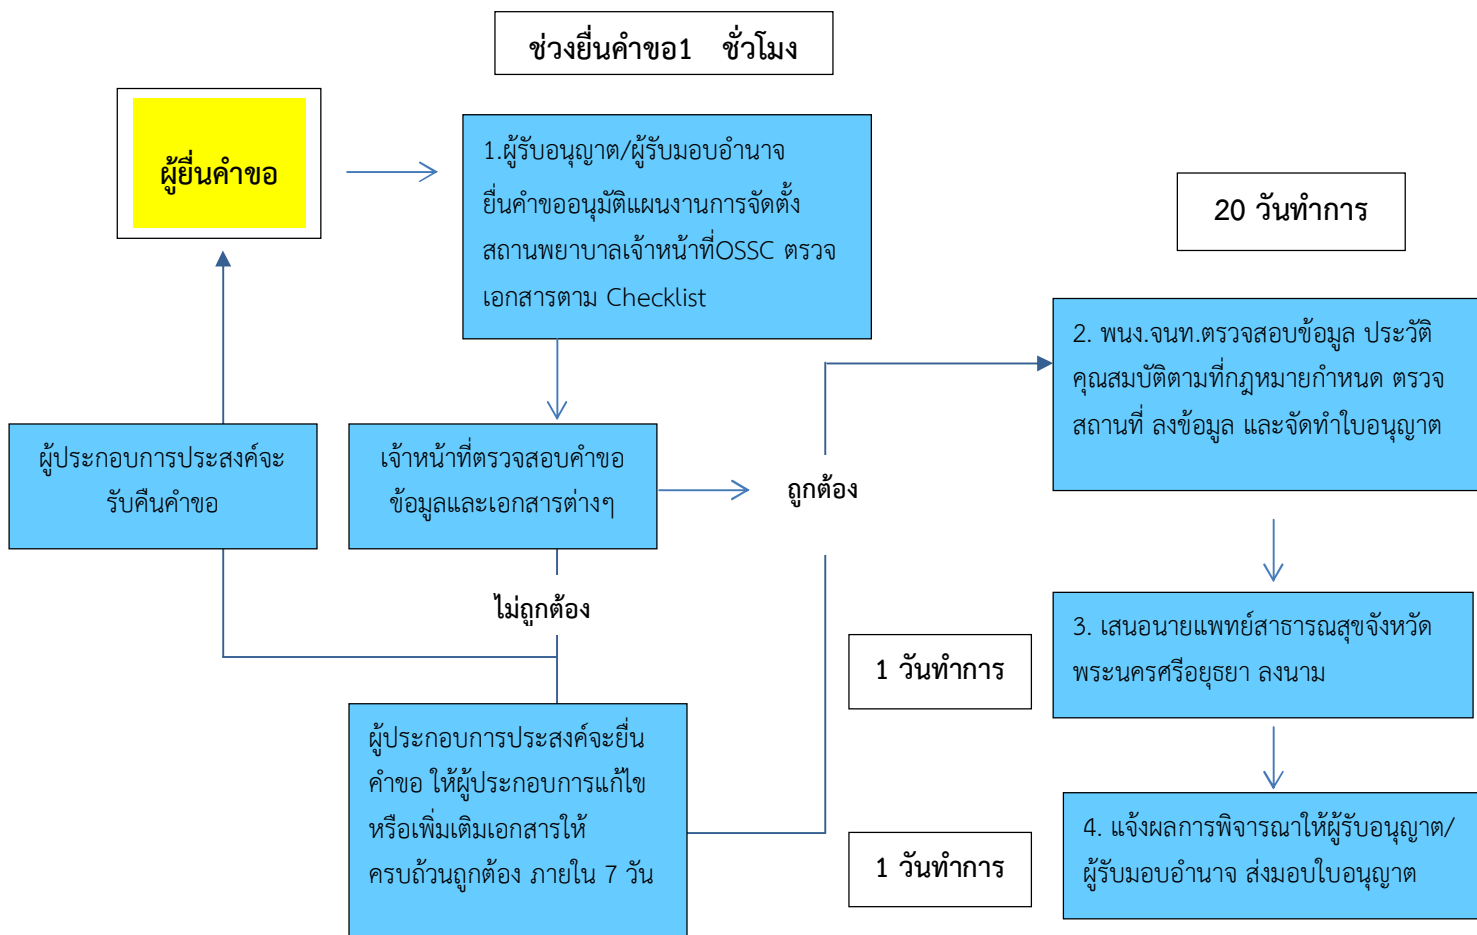 ช่วงยื่นคำขอ1 ชั่วโมง
ผู้ยื่นคำขอ
1.ผู้รับอนุญาต/ผู้รับมอบอำนาจ
ยื่นคำขออนุมัติแผนงานการจัดตั้ง
สถานพยาบาลเจ้าหน้าที่OSSC ตรวจ
เอกสารตาม Checklist
20 วันทำการ
2. พนง.จนท.ตรวจสอบข้อมูล ประวัติ
คุณสมบัติตามที่กฎหมายกำหนด ตรวจ
สถานที่ ลงข้อมูล และจัดทำใบอนุญาต
ผู้ประกอบการประสงค์จะ
รับคืนคำขอ
เจ้าหน้าที่ตรวจสอบคำขอ
ข้อมูลและเอกสารต่างๆ
ถูกต้อง
ไม่ถูกต้อง
1 วันทำการ
3. เสนอนายแพทย์สาธารณสุขจังหวัด
พระนครศรีอยุธยา ลงนาม
ผู้ประกอบการประสงค์จะยื่น
คำขอ ให้ผู้ประกอบการแก้ไข
หรือเพิ่มเติมเอกสารให้
ครบถ้วนถูกต้อง ภายใน 7 วัน
1 วันทำการ
4. แจ้งผลการพิจารณาให้ผู้รับอนุญาต/
ผู้รับมอบอำนาจ ส่งมอบใบอนุญาต